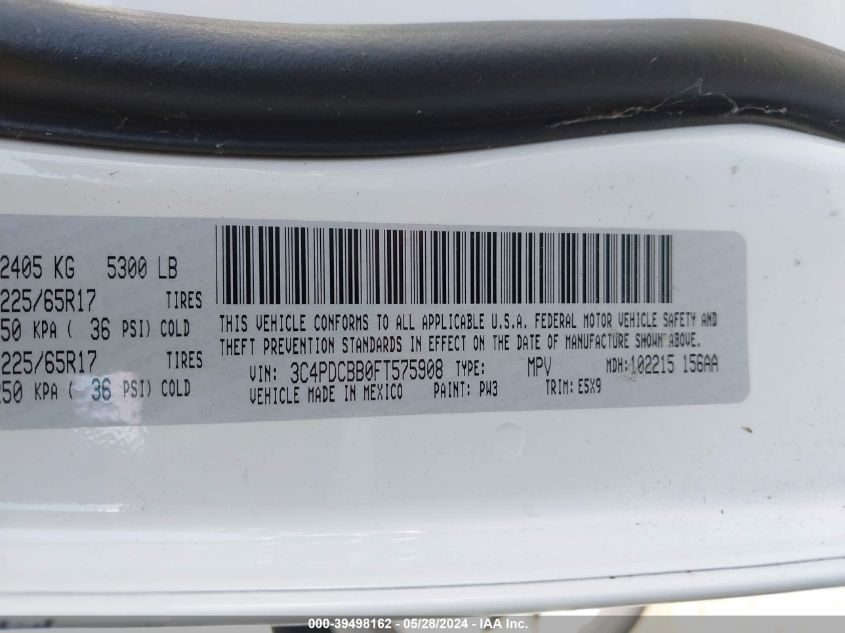 2405 KG 5300 LB
225/65R17 TIRES
50 KPA ( 36 PSI) COLD
225/65R17 TIRES
250 KPA ( 36 PSI) COLD
THIS VEHICLE CONFORMS TO ALL APPLICABLE U.S.A. FEDERAL MOTOR VEHICLE SAFETY AND
THEFT PREVENTION STANDARDS IN EFFECT ON THE DATE OF MANUFACTURE SHOWN ABOVE.
VIN: 3C4PDCBB0FT575908 TYPE: MPV MDH: 102215 156AA
VEHICLE MADE IN MEXICO PAINT: PW3 TRIM: E5X9
000-39498162 - 05/28/2024 - IAA Inc.